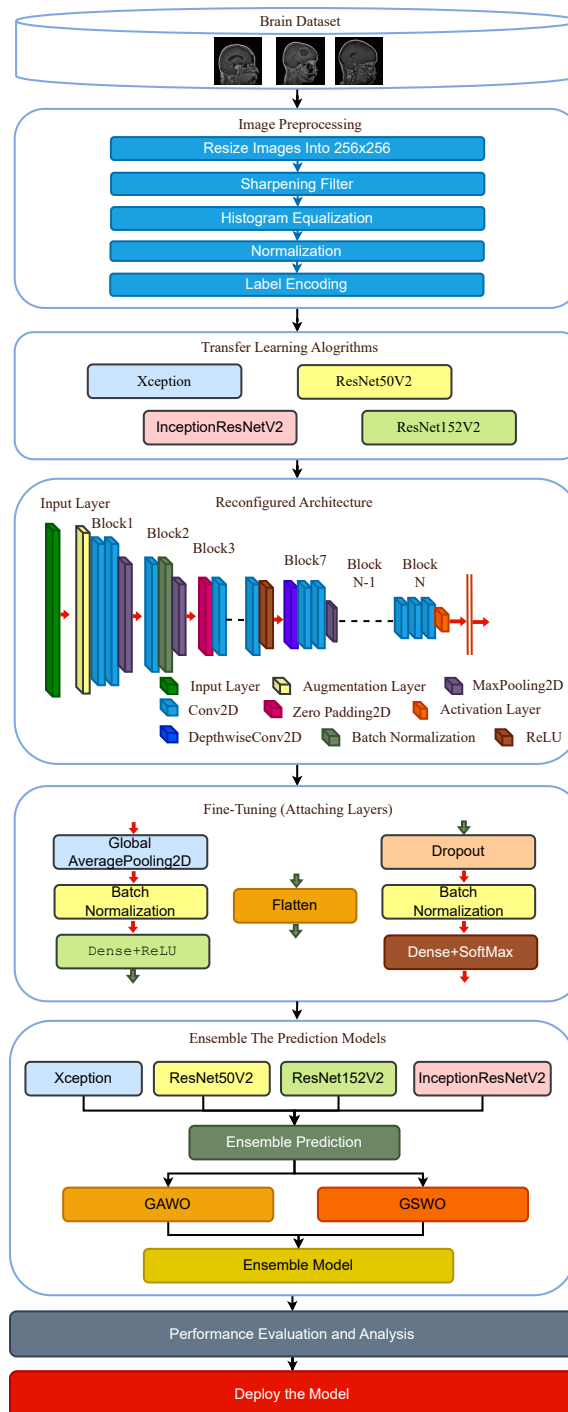 Brain Dataset
Image Preprocessing
Resize Images Into 256x256
Sharpening Filter
Histogram Equalization
Normalization
Label Encoding
Transfer Learning Alogrithms
Xception
ResNet50V2
InceptionResNetV2
ResNet152V2
Reconfigured Architecture
Input Layer
Block1
Block2
Block3
Block7
Block
N-1
Block
N
Input Layer
Augmentation Layer
MaxPooling2D
Conv2D
Zero Padding2D
Activation Layer
DepthwiseConv2D
Batch Normalization
ReLU
Fine-Tuning (Attaching Layers)
Global
AveragePooling2D
Batch
Normalization
Dense+ReLU
Flatten
Dropout
Batch
Normalization
Dense+SoftMax
Ensemble The Prediction Models
Xception
ResNet50V2
ResNet152V2
InceptionResNetV2
Ensemble Prediction
GAWO
GSWO
Ensemble Model
Performance Evaluation and Analysis
Deploy the Model